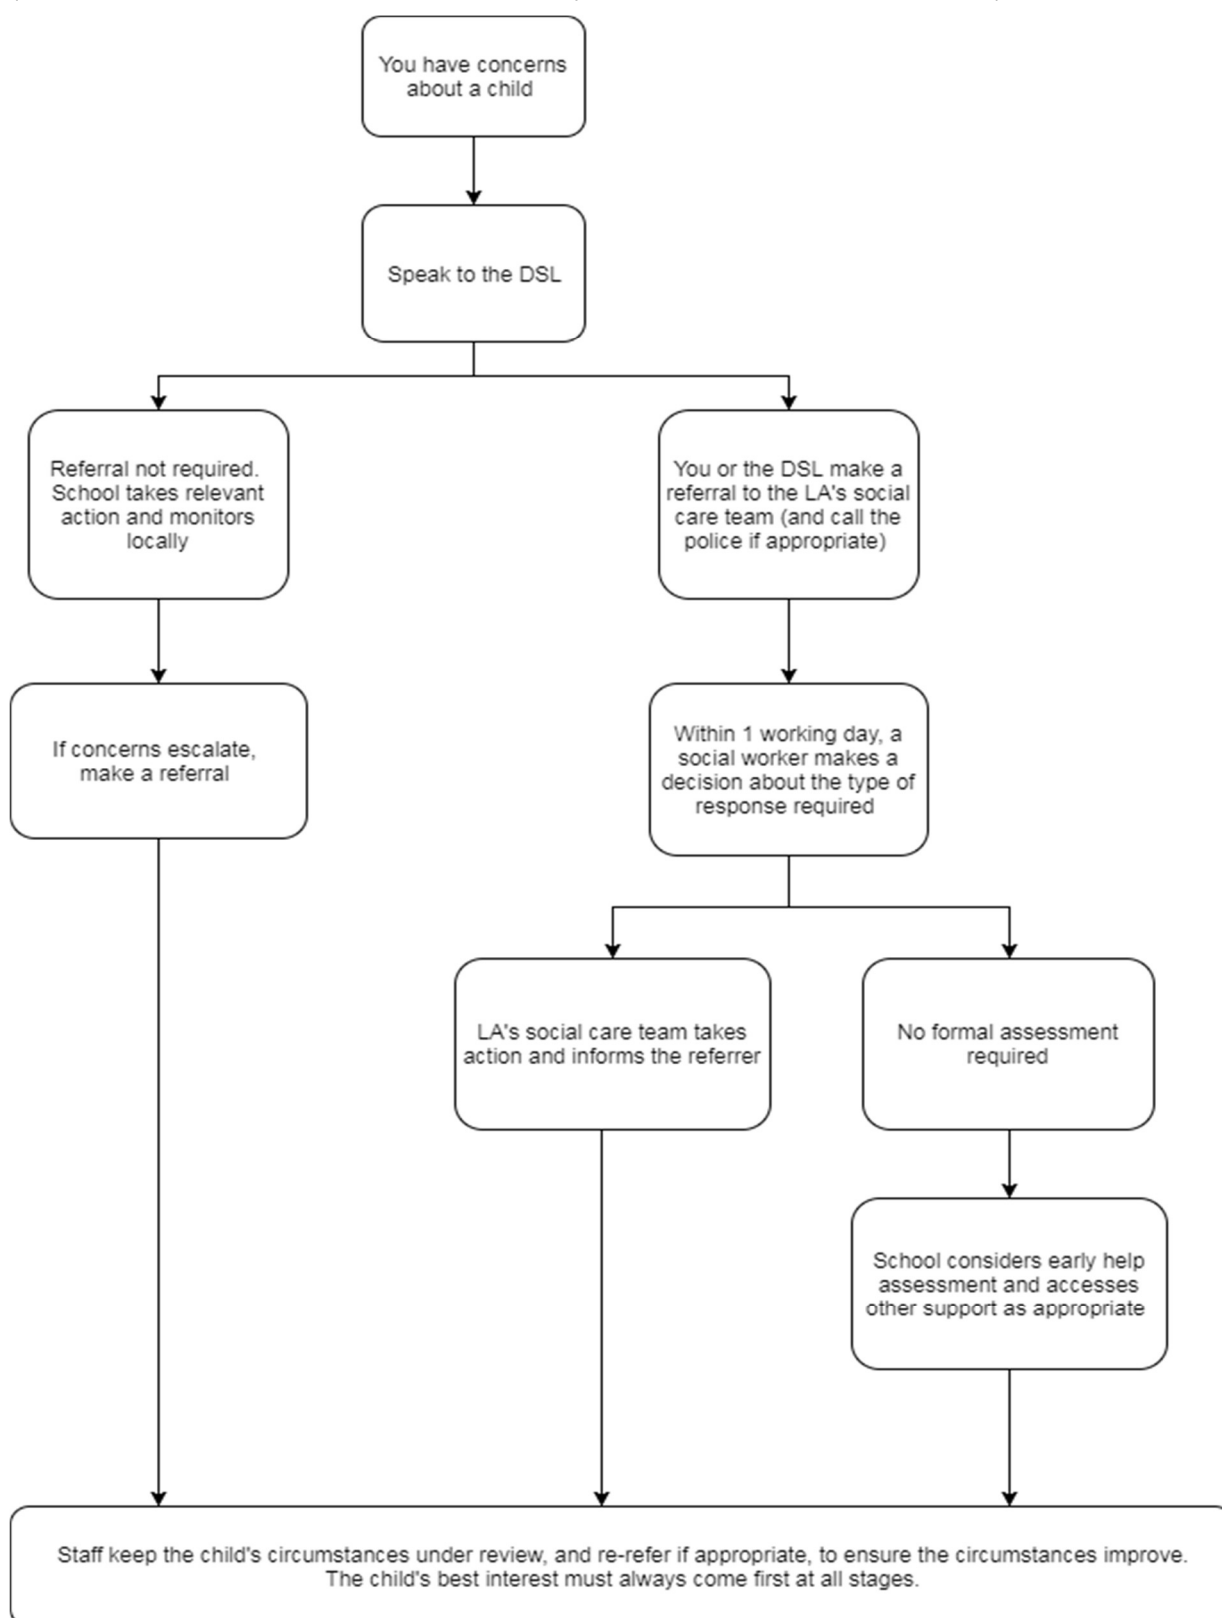 You have concerns
about a child
Speak to the DSL
Referral not required.
School takes relevant
action and monitors
locally
You or the DSL make a
referral to the LA's social
care team (and call the
police if appropriate)
If concerns escalate,
make a referral
Within 1 working day, a
social worker makes a
decision about the type of
response required
LA's social care team takes
action and informs the referrer
No formal assessment
required
School considers early help
assessment and accesses
other support as appropriate
Staff keep the child's circumstances under review, and re-refer if appropriate, to ensure the circumstances improve.
The child's best interest must always come first at all stages.